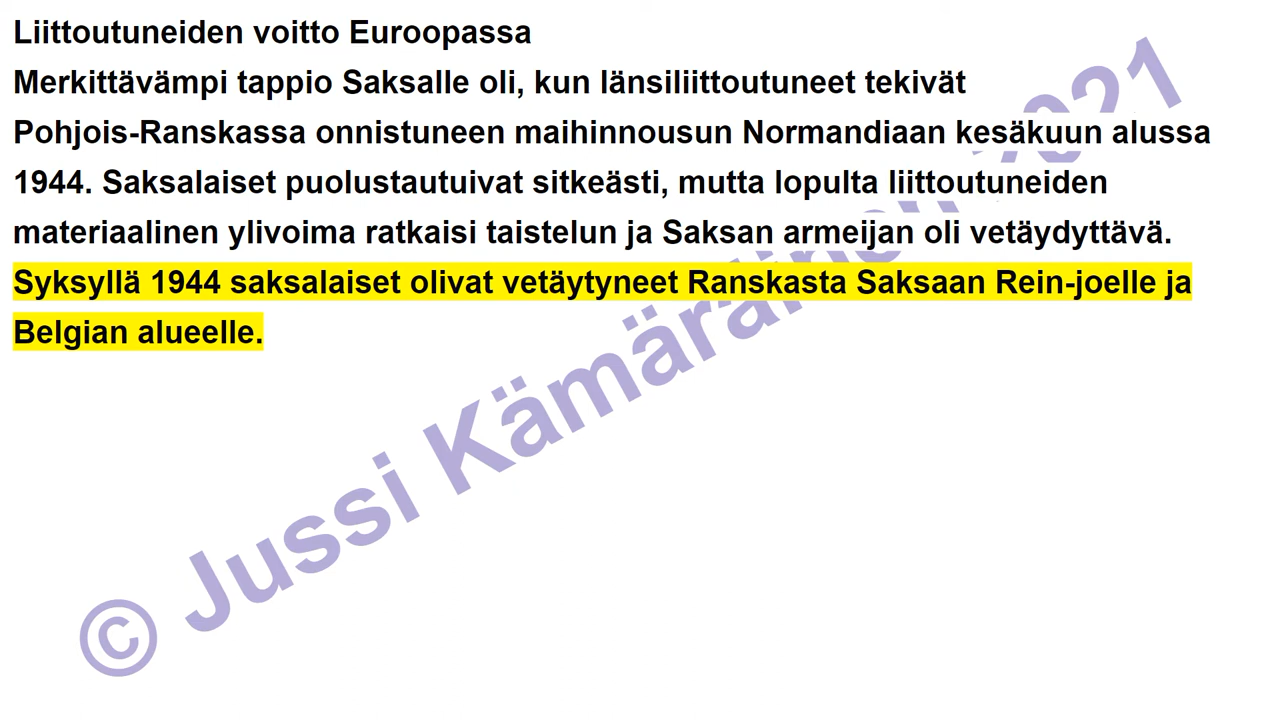 Liittoutuneiden voitto Euroopassa
Merkittävämpi tappio Saksalle oli, kun länsiliittoutuneet tekivät
Pohjois-Ranskassa onnistuneen maihinnousun Normandiaan kesäkuun alussa
1944. Saksalaiset puolustautuivat sitkeästi, mutta lopulta liittoutuneiden
materiaalinen ylivoima ratkaisi taistelun ja Saksan armeijan oli vetäydyttävä.
Syksyllä 1944 saksalaiset olivat vetäytyneet Ranskasta Saksaan Rein-joelle ja
Belgian alueelle.
© Jussi Kämäräinen 2021